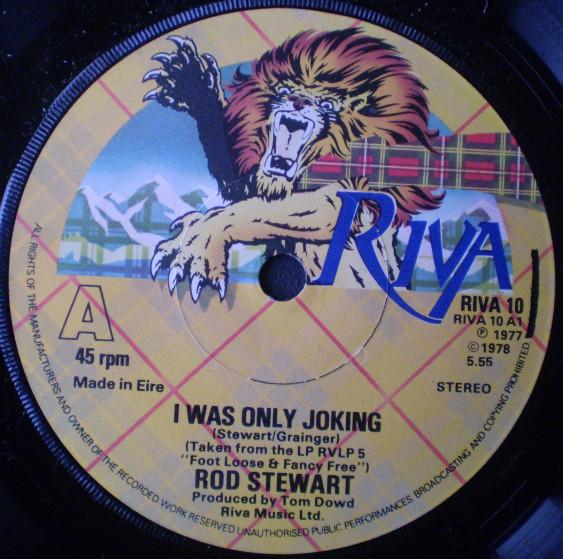 RIVA
RIVA 10
RIVA 10 A1
℗ 1977
© 1978
5.55
A
45 rpm
Made in Eire
STEREO
I WAS ONLY JOKING
(Stewart/Grainger)
(Taken from the LP RVLP 5
"Foot Loose & Fancy Free")
ROD STEWART
Produced by Tom Dowd
Riva Music Ltd.
ALL RIGHTS OF THE MANUFACTURERS AND OWNER OF THE RECORDED WORK RESERVED UNAUTHORISED PUBLIC PERFORMANCES, BROADCASTING AND COPYING PROHIBITED